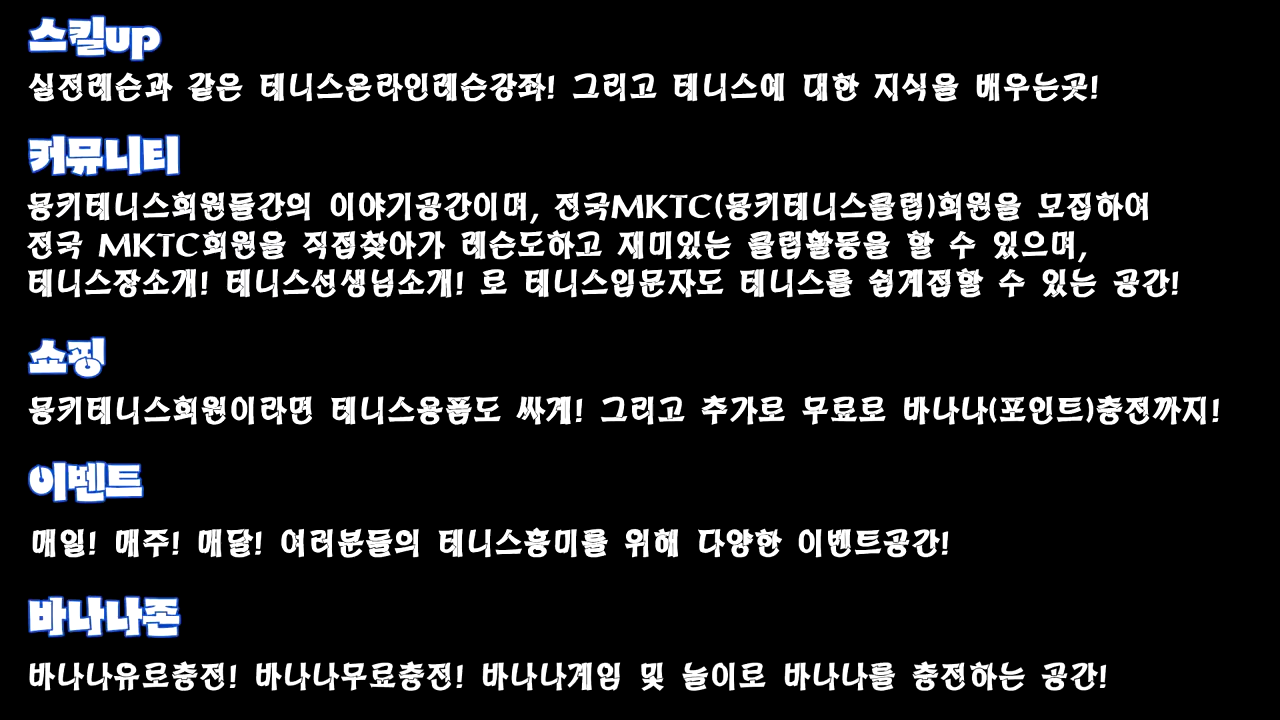 스킬up
실전레슨과 같은 테니스온라인레슨강좌! 그리고 테니스에 대한 지식을 배우는곳!
커뮤니티
몽키테니스회원들간의 이야기공간이며, 전국MKTC(몽키테니스클럽)회원을 모집하여
전국 MKTC회원을 직접찾아가 레슨도하고 재미있는 클럽활동을 할 수 있으며,
테니스장소개! 테니스선생님소개! 로 테니스입문자도 테니스를 쉽게접할 수 있는 공간!
쇼핑
몽키테니스회원이라면 테니스용품도 싸게! 그리고 추가로 무료로 바나나(포인트)충전까지!
이벤트
매일! 매주! 매달! 여러분들의 테니스흥미를 위해 다양한 이벤트공간!
바나나존
바나나유로충전! 바나나무료충전! 바나나게임 및 놀이로 바나나를 충전하는 공간!